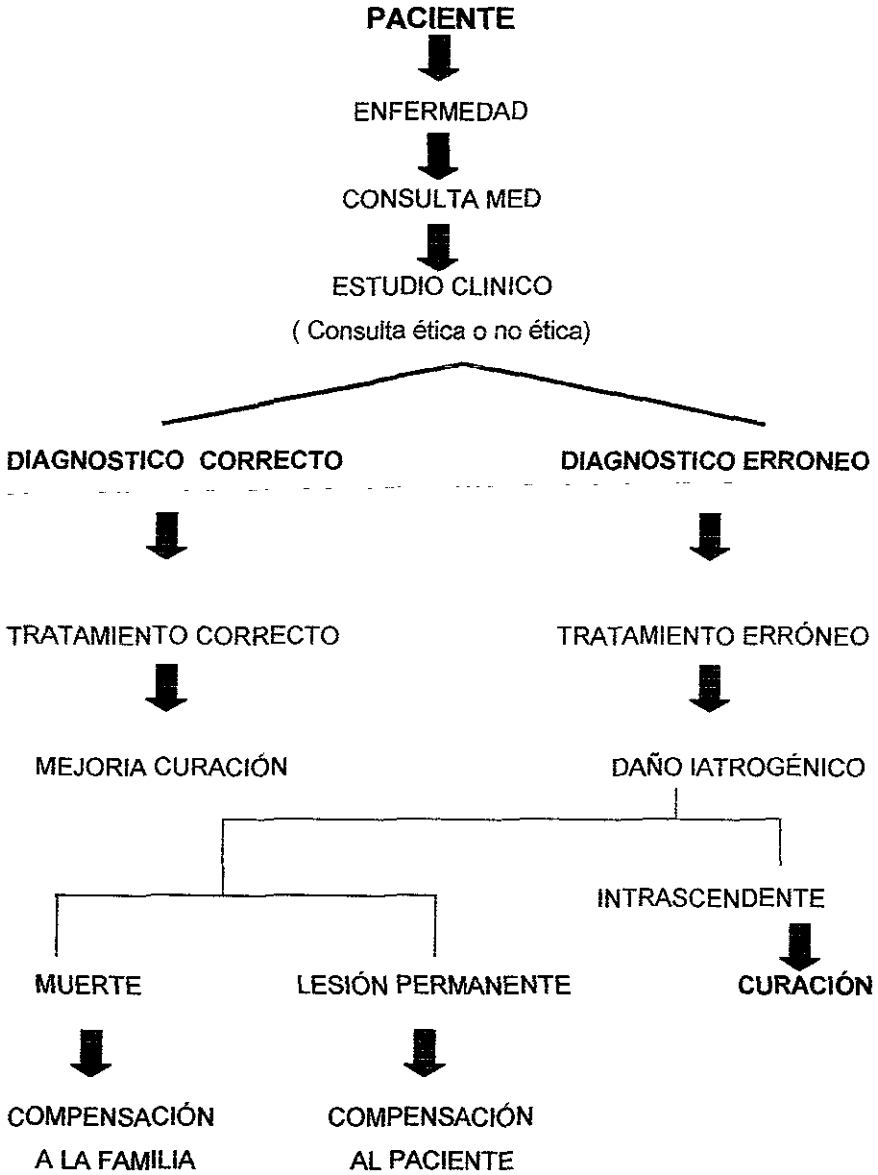 PACIENTE
ENFERMEDAD
CONSULTA MED
ESTUDIO CLINICO
( Consulta ética o no ética)
DIAGNOSTICO CORRECTO
DIAGNOSTICO ERRONEO
TRATAMIENTO CORRECTO
TRATAMIENTO ERRÓNEO
MEJORIA CURACIÓN
DAÑO IATROGÉNICO
INTRASCENDENTE
MUERTE
LESIÓN PERMANENTE
CURACIÓN
COMPENSACIÓN
A LA FAMILIA
COMPENSACIÓN
AL PACIENTE